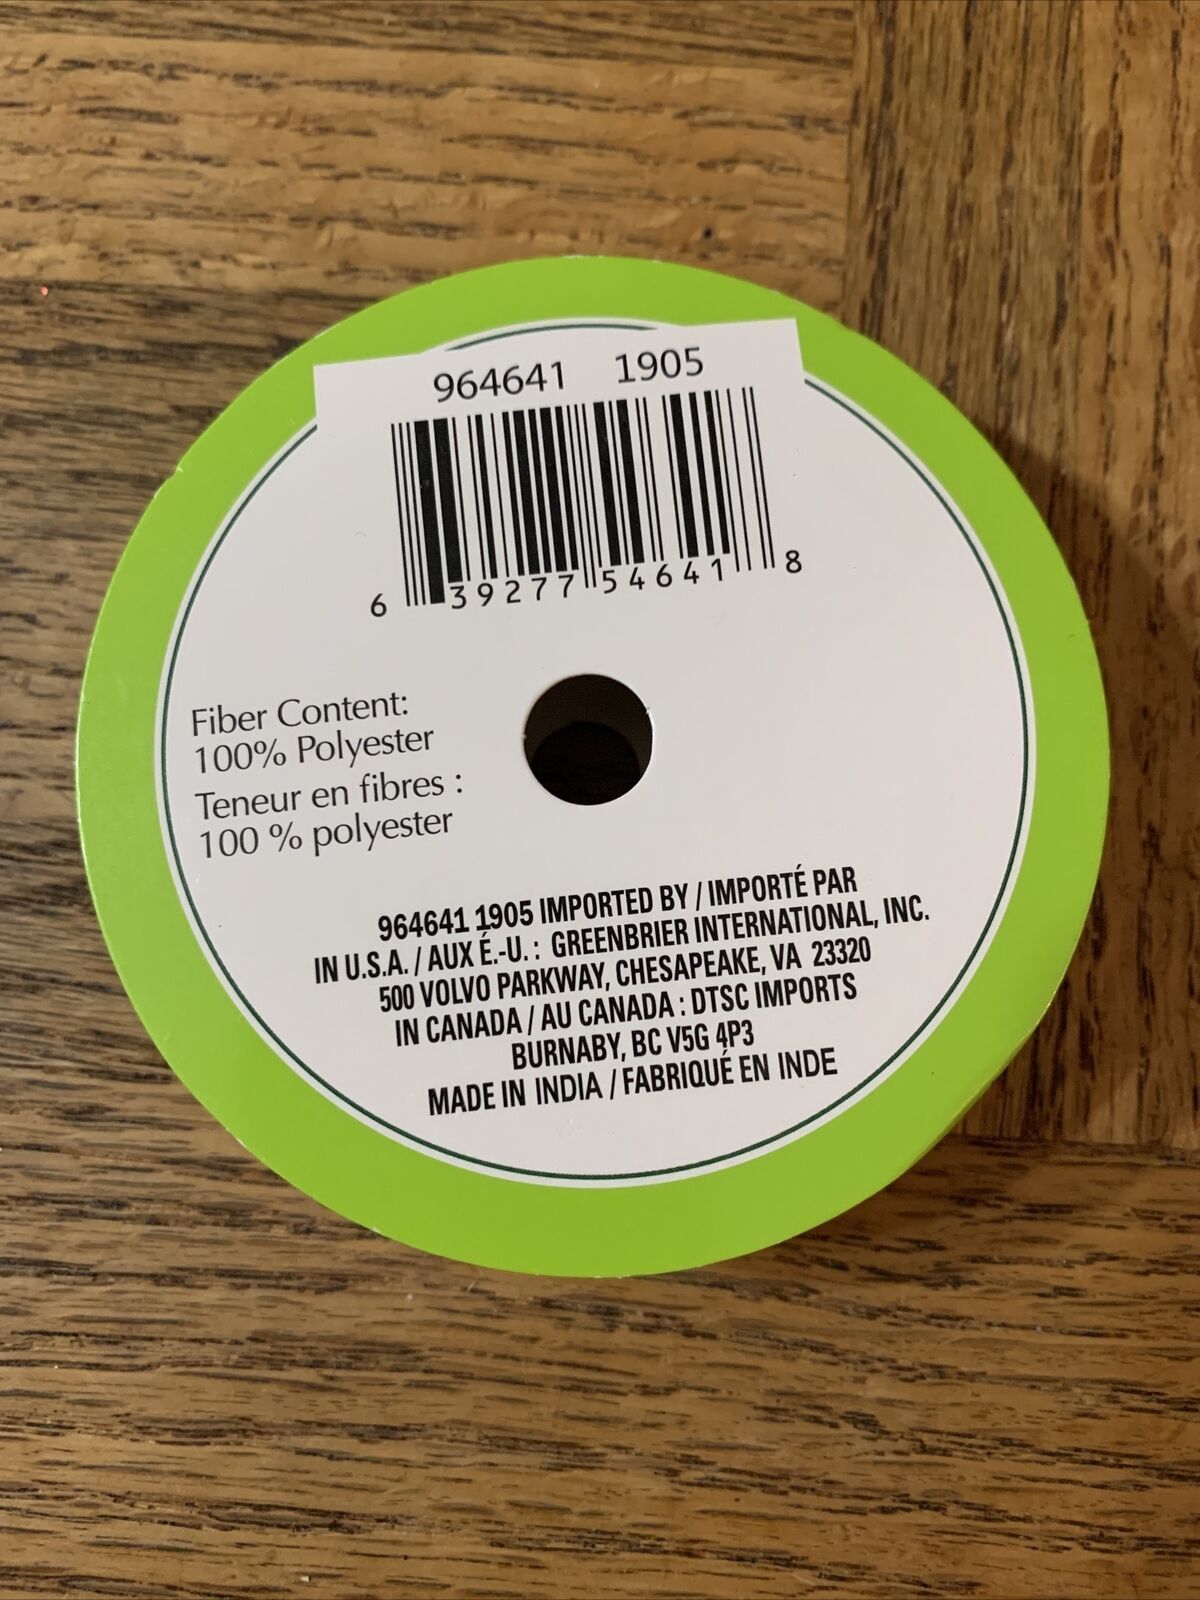 964641 1905
6 39277 54641 8
Fiber Content:
100% Polyester
Teneur en fibres :
100 % polyester
964641 1905 IMPORTED BY / IMPORTÉ PAR
IN U.S.A. / AUX É.-U. : GREENBRIER INTERNATIONAL, INC.
500 VOLVO PARKWAY, CHESAPEAKE, VA 23320
IN CANADA / AU CANADA : DTSC IMPORTS
BURNABY, BC V5G 4P3
MADE IN INDIA / FABRIQUÉ EN INDE